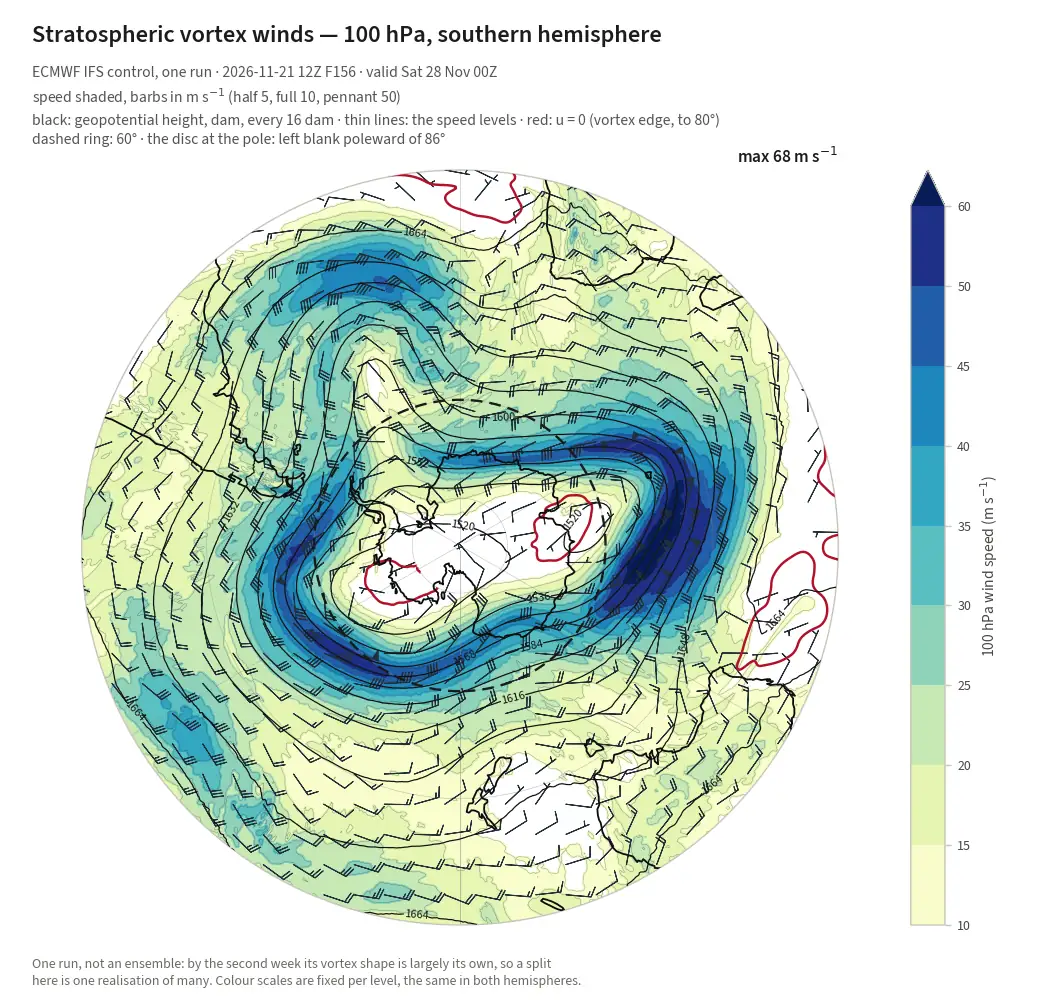 Stratospheric vortex winds — 100 hPa, southern hemisphere
ECMWF IFS control, one run · 2026-11-21 12Z F156 · valid Sat 28 Nov 00Z
speed shaded, barbs in m s⁻¹ (half 5, full 10, pennant 50)
black: geopotential height, dam, every 16 dam · thin lines: the speed levels · red: u = 0 (vortex edge, to 80°)
dashed ring: 60° · the disc at the pole: left blank poleward of 86°
max 68 m s⁻¹
60
50
45
40
35
30
25
20
15
10
100 hPa wind speed (m s⁻¹)
1664
1600
1632
1520
1520
1536
1584
1568
1616
1648
1664
1664
1664
1664
One run, not an ensemble: by the second week its vortex shape is largely its own, so a split
here is one realisation of many. Colour scales are fixed per level, the same in both hemispheres.